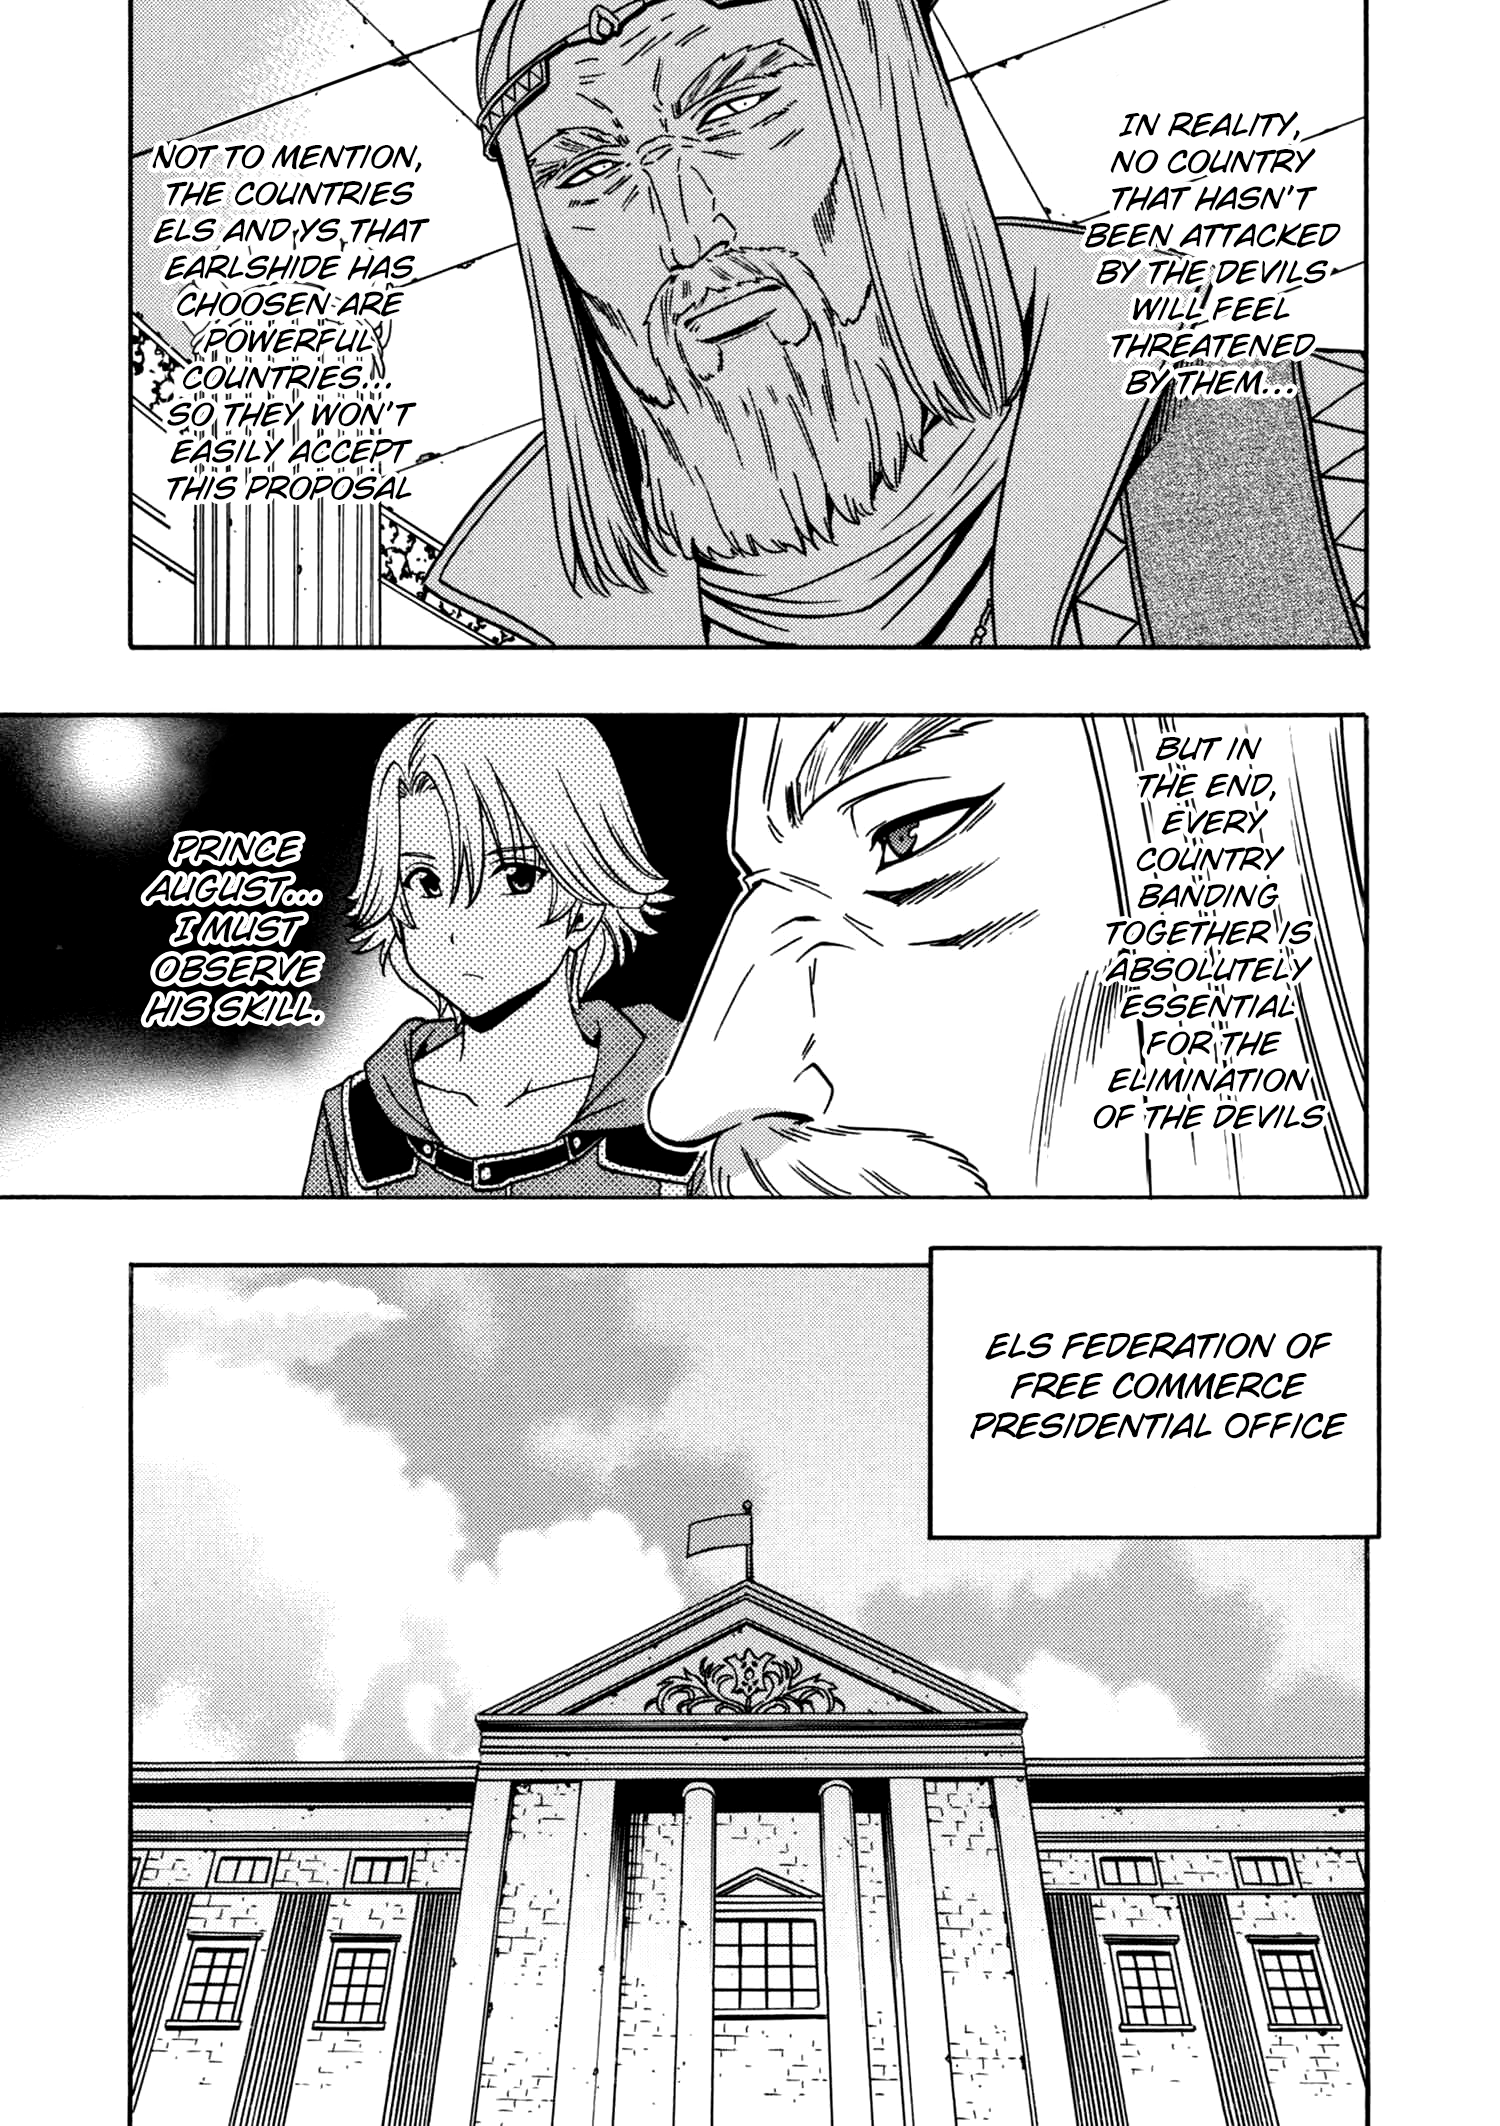 IN REALITY,
NO COUNTRY
THAT HASN'T
BEEN ATTACKED
BY THE DEVILS
WILL FEEL
THREATENED
BY THEM...
NOT TO MENTION,
THE COUNTRIES
ELS AND YS THAT
EARLSHIDE HAS
CHOOSEN ARE
POWERFUL
COUNTRIES...
SO THEY WON'T
EASILY ACCEPT
THIS PROPOSAL
BUT IN
THE END,
EVERY
COUNTRY
BANDING
TOGETHER IS
ABSOLUTELY
ESSENTIAL
FOR THE
ELIMINATION
OF THE DEVILS
PRINCE
AUGUST...
I MUST
OBSERVE
HIS SKILL.
ELS FEDERATION OF
FREE COMMERCE
PRESIDENTIAL OFFICE